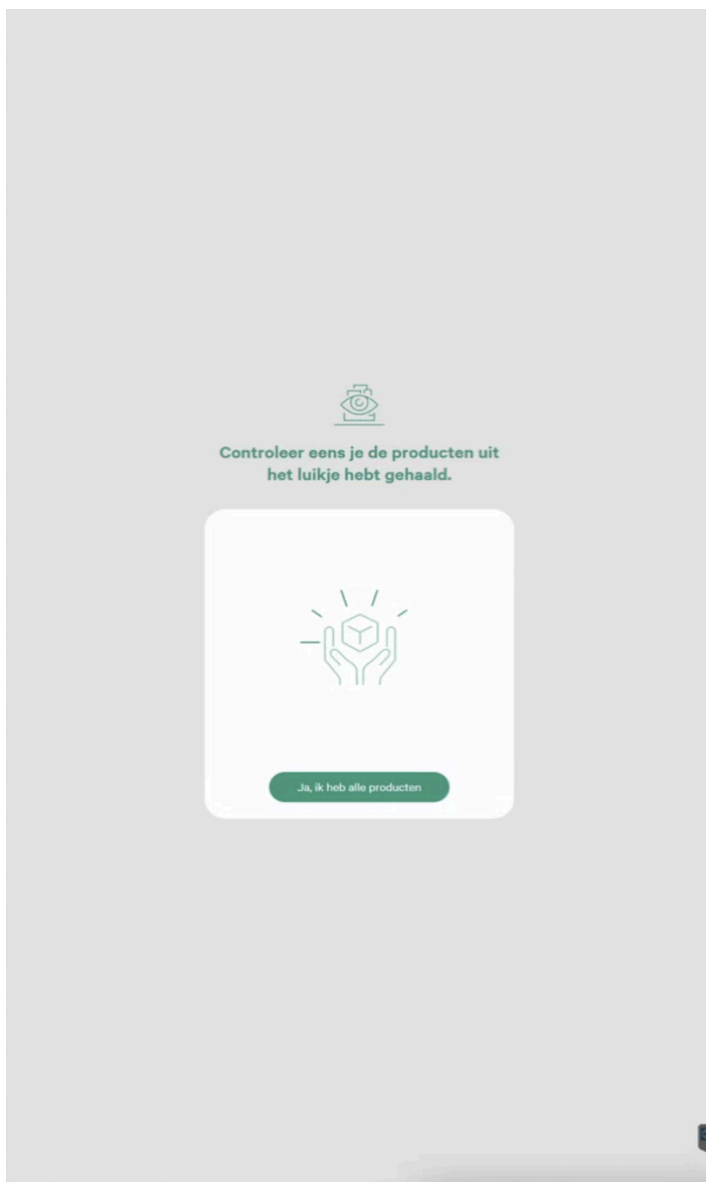 Controleer eens je de producten uit
het luikje hebt gehaald.
Ja, ik heb alle producten